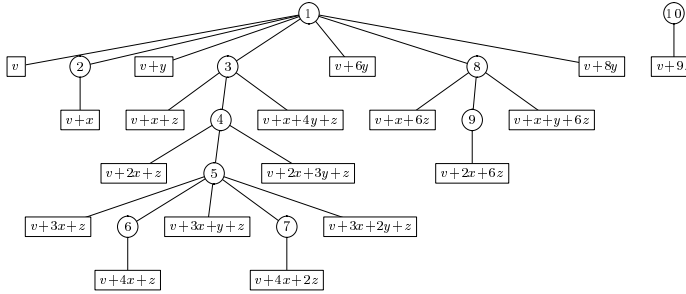 1 10
v 2 v+y 3 v+6y 8 v+8y v+9
v+x v+x+z 4 v+x+4y+z v+x+6z 9 v+x+y+6z
v+2x+z 5 v+2x+3y+z v+2x+6z
v+3x+z 6 v+3x+y+z 7 v+3x+2y+z
v+4x+z v+4x+2z